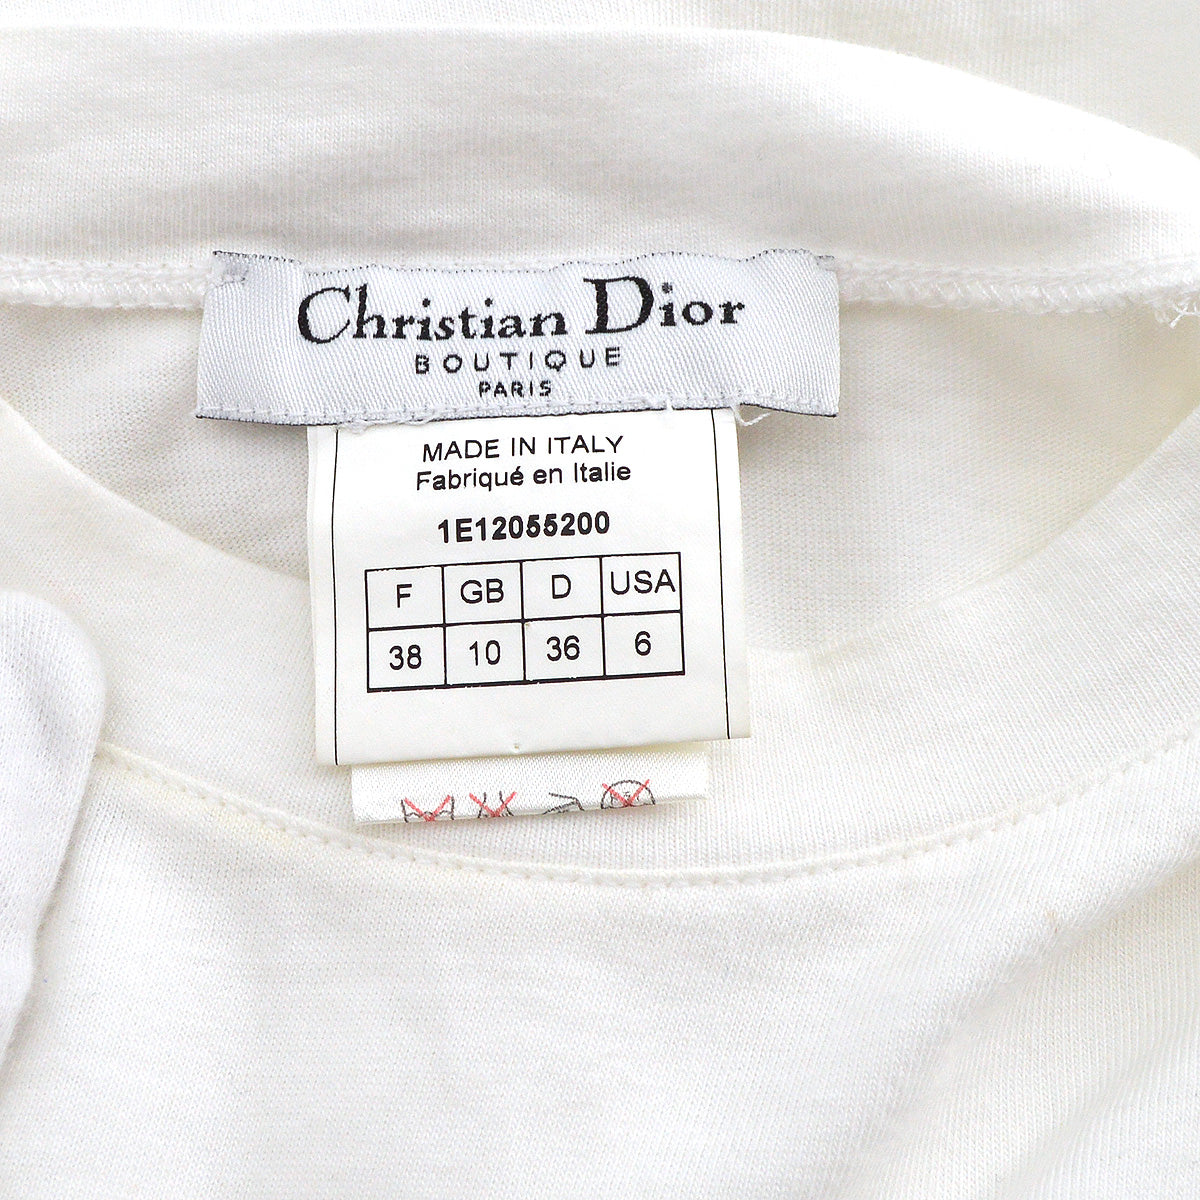 Christian Dior
BOUTIQUE
PARIS
MADE IN ITALY
Fabriqué en Italie
1E12055200
F GB D USA
38 10 36 6